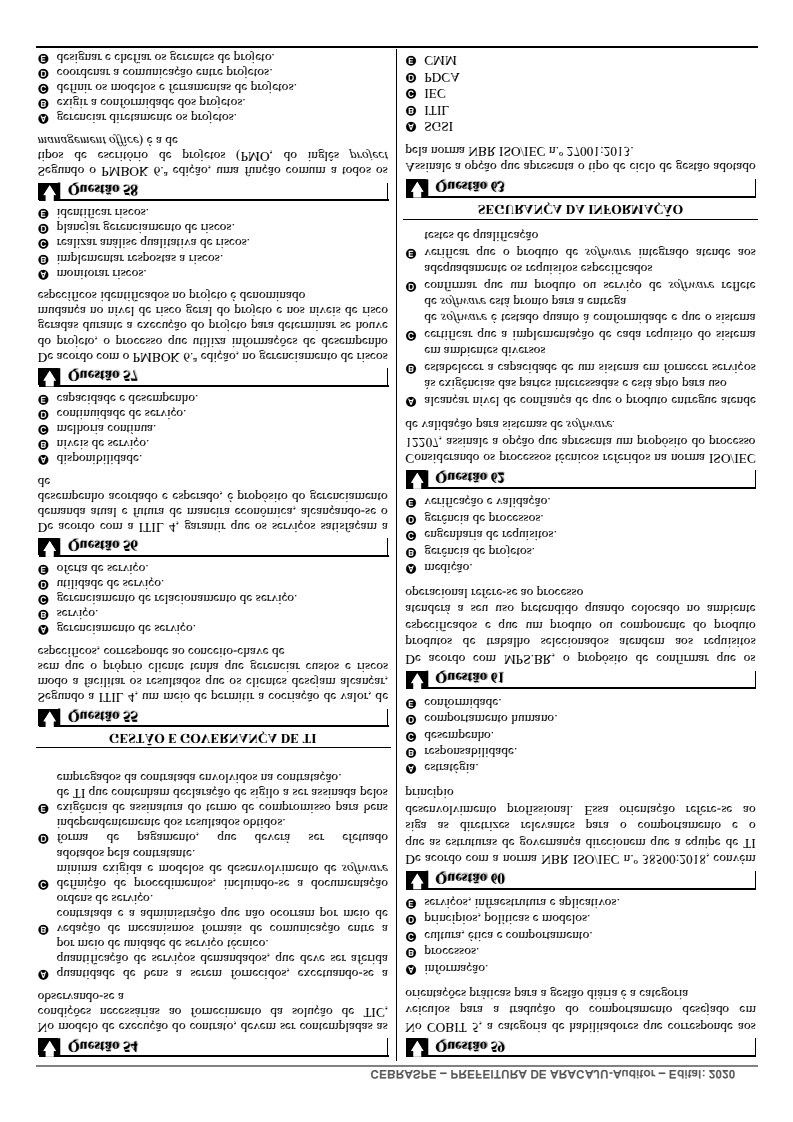 CEBRASPE – PREFEITURA DE ARACAJU-Auditor – Edital: 2020
Questão 54
No modelo de execução do contrato, devem ser contempladas as
condições necessárias ao fornecimento da solução de TIC,
observando-se a
A quantidade de bens a serem fornecidos, excetuando-se a
quantificação de serviços demandados, que deve ser aferida
por meio de unidade de serviço técnico.
B vedação de mecanismos formais de comunicação entre a
contratada e a administração que não ocorram por meio de
ordens de serviço.
C definição de procedimentos, incluindo-se a documentação
mínima exigida e modelos de desenvolvimento de software
adotados pela contratante.
D forma de pagamento, que deverá ser efetuado
independentemente dos resultados obtidos.
E exigência de assinatura do termo de compromisso para bens
de TI que contenham declaração de sigilo a ser assinada pelos
empregados da contratada envolvidos na contratação.
GESTÃO E GOVERNANÇA DE TI
Questão 55
Segundo a ITIL 4, um meio de permitir a cocriação de valor, de
modo a facilitar os resultados que os clientes desejam alcançar,
sem que o próprio cliente tenha que gerenciar custos e riscos
específicos, corresponde ao conceito-chave de
A gerenciamento de serviço.
B serviço.
C gerenciamento de relacionamento de serviço.
D utilidade de serviço.
E oferta de serviço.
Questão 56
De acordo com a ITIL 4, garantir que os serviços satisfaçam a
demanda atual e futura de maneira econômica, alcançando-se o
desempenho acordado e esperado, é propósito do gerenciamento
de
A disponibilidade.
B níveis de serviço.
C melhoria contínua.
D continuidade de serviço.
E capacidade e desempenho.
Questão 57
De acordo com o PMBOK 6.ª edição, no gerenciamento de riscos
do projeto, o processo que utiliza informações de desempenho
geradas durante a execução do projeto para determinar se houve
mudança no nível de risco geral do projeto e nos níveis de risco
específicos identificados no projeto é denominado
A monitorar riscos.
B implementar respostas a riscos.
C realizar análise qualitativa de riscos.
D planejar gerenciamento de riscos.
E identificar riscos.
Questão 58
Segundo o PMBOK 6.ª edição, uma função comum a todos os
tipos de escritório de projetos (PMO, do inglês project
management office) é a de
A gerenciar diretamente os projetos.
B exigir a conformidade dos projetos.
C definir os modelos e ferramentas de projetos.
D coordenar a comunicação entre projetos.
E designar e chefiar os gerentes de projeto.
Questão 59
No COBIT 5, a categoria de habilitadores que corresponde aos
veículos para a tradução do comportamento desejado em
orientações práticas para a gestão diária é a categoria
A informação.
B processos.
C cultura, ética e comportamento.
D princípios, políticas e modelos.
E serviços, infraestrutura e aplicativos.
Questão 60
De acordo com a norma NBR ISO/IEC n.º 38500:2018, convém
que as estruturas de governança direcionem que a equipe de TI
siga as diretrizes relevantes para o comportamento e o
desenvolvimento profissional. Essa orientação refere-se ao
princípio
A estratégia.
B responsabilidade.
C desempenho.
D comportamento humano.
E conformidade.
Questão 61
De acordo com MPS.BR, o propósito de confirmar que os
produtos de trabalho selecionados atendem aos requisitos
especificados e que um produto ou componente do produto
atenderá a seu uso pretendido quando colocado no ambiente
operacional refere-se ao processo
A medição.
B gerência de projetos.
C engenharia de requisitos.
D gerência de processos.
E verificação e validação.
Questão 62
Considerando os processos técnicos referidos na norma ISO/IEC
12207, assinale a opção que apresenta um propósito do processo
de validação para sistemas de software.
A alcançar nível de confiança de que o produto entregue atende
às exigências das partes interessadas e está apto para uso
B estabelecer a capacidade de um sistema em fornecer serviços
em ambientes diversos
C certificar que a implementação de cada requisito do sistema
de software é testado quanto à conformidade e que o sistema
de software está pronto para a entrega
D confirmar que um produto ou serviço de software reflete
adequadamente os requisitos especificados
E verificar que o produto de software integrado atende aos
testes de qualificação
SEGURANÇA DA INFORMAÇÃO
Questão 63
Assinale a opção que apresenta o tipo de ciclo de gestão adotado
pela norma NBR ISO/IEC n.º 27001:2013.
A SGSI
B ITIL
C IEC
D PDCA
E CMM